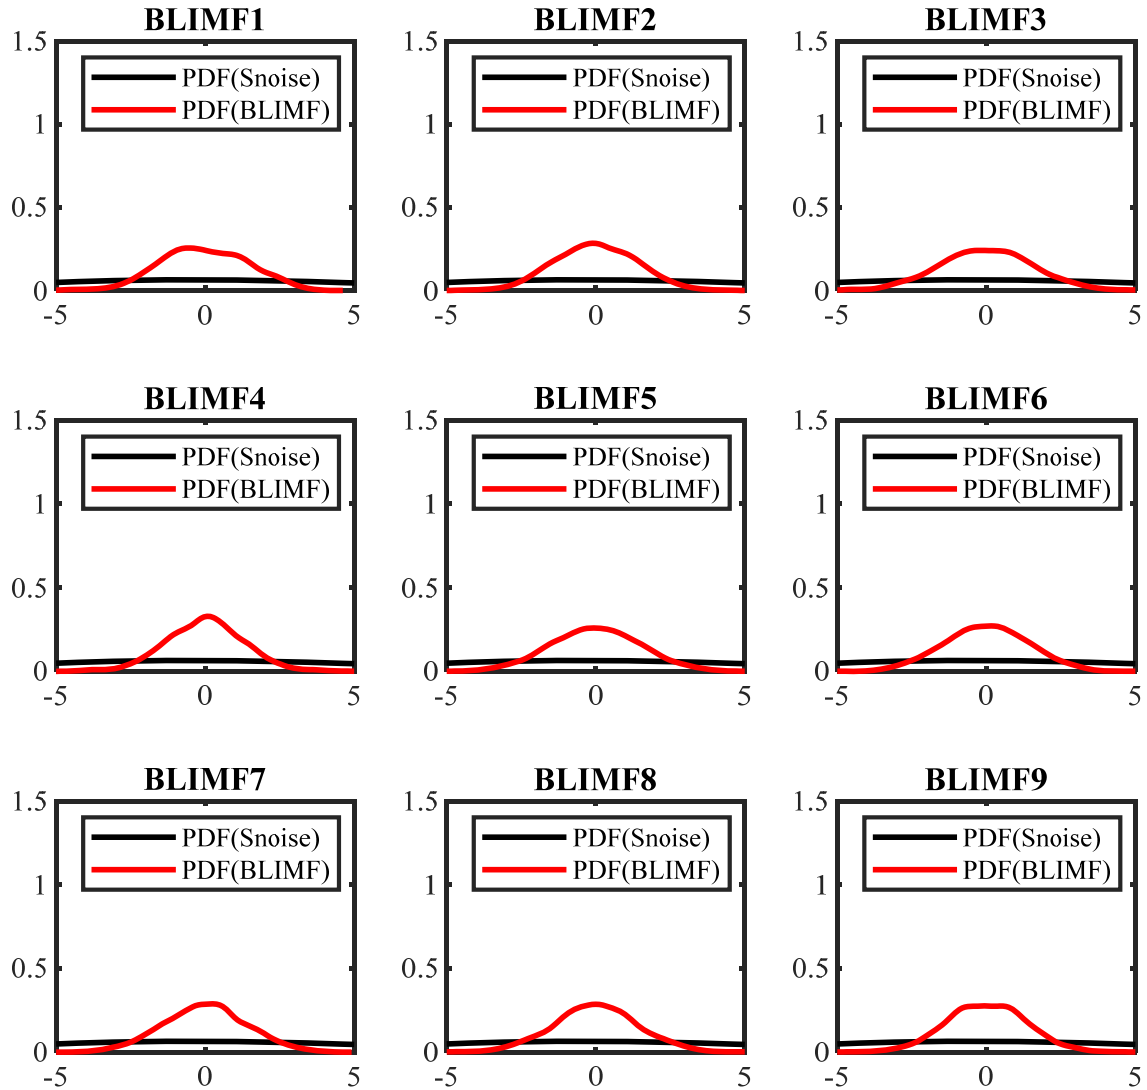 BLIMF1 BLIMF2 BLIMF3
1.5 1.5 1.5
PDF(Snoise) PDF(Snoise) PDF(Snoise)
PDF(BLIMF) PDF(BLIMF) PDF(BLIMF)
1 1 1
0.5 0.5 0.5
0 0 0
-5 0 5 -5 0 5 -5 0 5
BLIMF4 BLIMF5 BLIMF6
1.5 1.5 1.5
PDF(Snoise) PDF(Snoise) PDF(Snoise)
PDF(BLIMF) PDF(BLIMF) PDF(BLIMF)
1 1 1
0.5 0.5 0.5
0 0 0
-5 0 5 -5 0 5 -5 0 5
BLIMF7 BLIMF8 BLIMF9
1.5 1.5 1.5
PDF(Snoise) PDF(Snoise) PDF(Snoise)
PDF(BLIMF) PDF(BLIMF) PDF(BLIMF)
1 1 1
0.5 0.5 0.5
0 0 0
-5 0 5 -5 0 5 -5 0 5